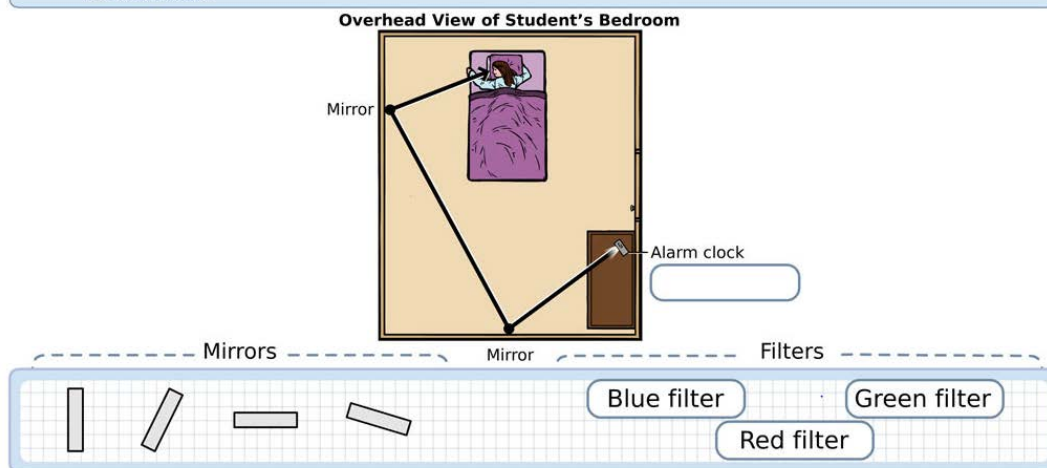 Overhead View of Student's Bedroom
Mirror
Alarm clock
Mirror
Mirrors
Filters
Blue filter
Green filter
Red filter